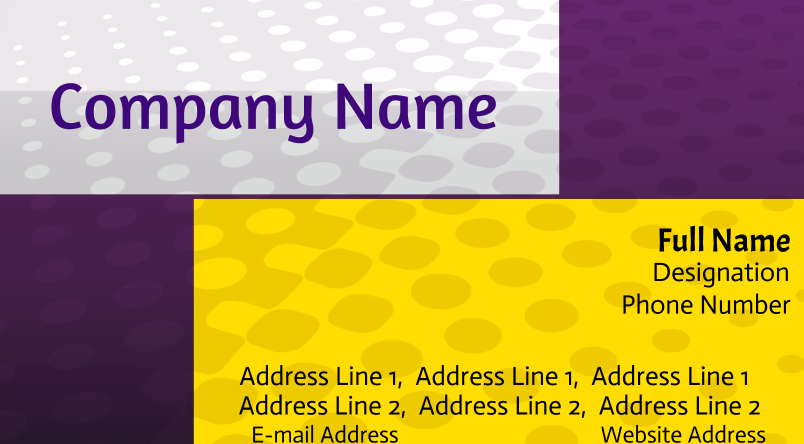 Company Name
Full Name
Designation
Phone Number
Address Line 1, Address Line 1, Address Line 1
Address Line 2, Address Line 2, Address Line 2
E-mail Address Website Address